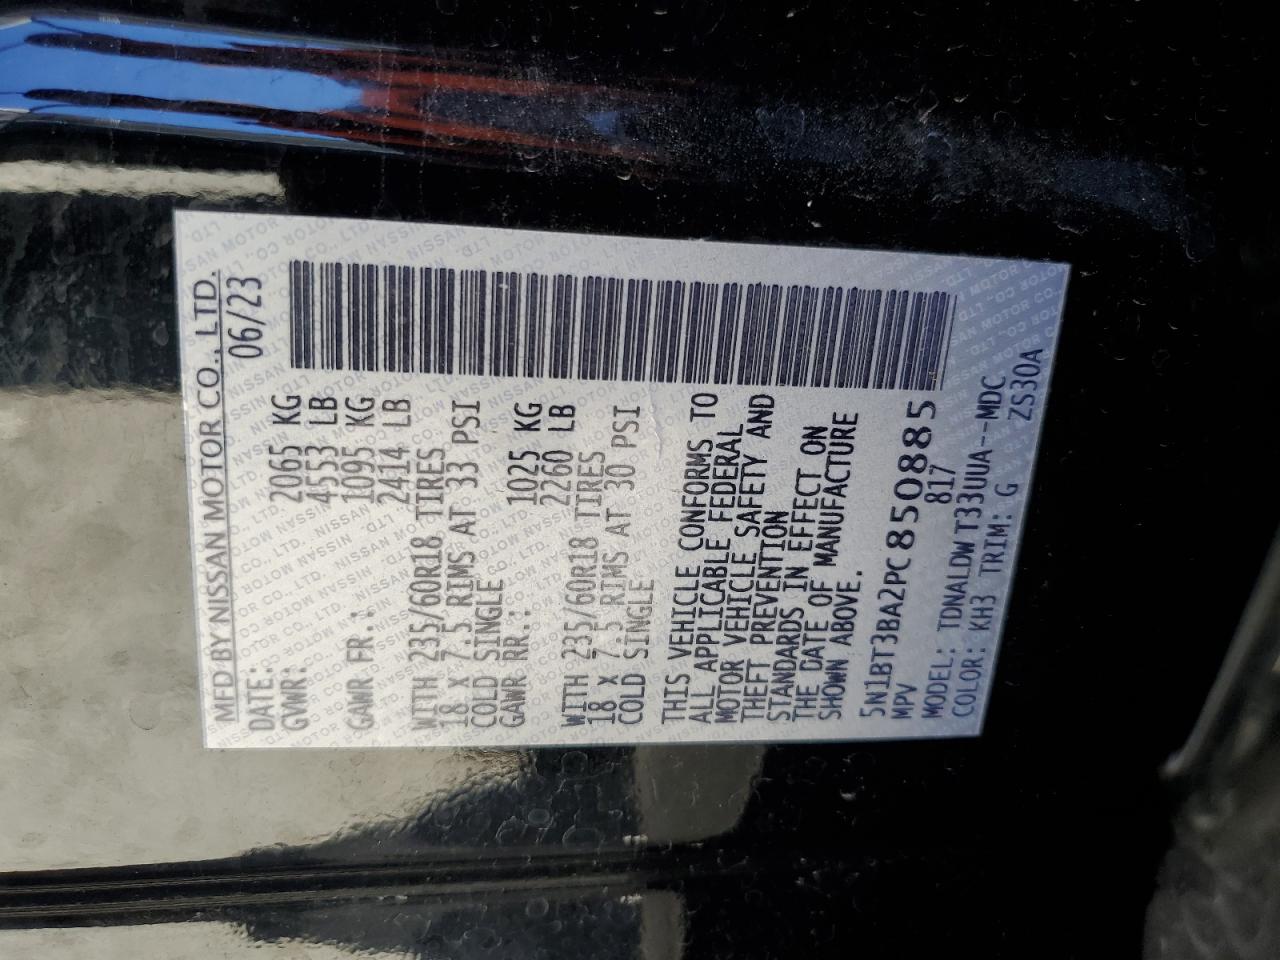 MFD BY NISSAN MOTOR CO., LTD.
DATE: 06/23
GVWR: 2065 KG
4553 LB
GAWR FR.: 1095 KG
2414 LB
WITH 235/60R18 TIRES
18 X 7.5 RIMS AT 33 PSI
COLD SINGLE
GAWR RR.: 1025 KG
2260 LB
WITH 235/60R18 TIRES
18 X 7.5 RIMS AT 30 PSI
COLD SINGLE
THIS VEHICLE CONFORMS TO
ALL APPLICABLE FEDERAL
MOTOR VEHICLE SAFETY AND
THEFT PREVENTION
STANDARDS IN EFFECT ON
THE DATE OF MANUFACTURE
SHOWN ABOVE.
5N1BT3BA2PC850885
MPV 817
MODEL: TDNALDWT33UUA--MDC
COLOR: KH3 TRIM: G ZS30A